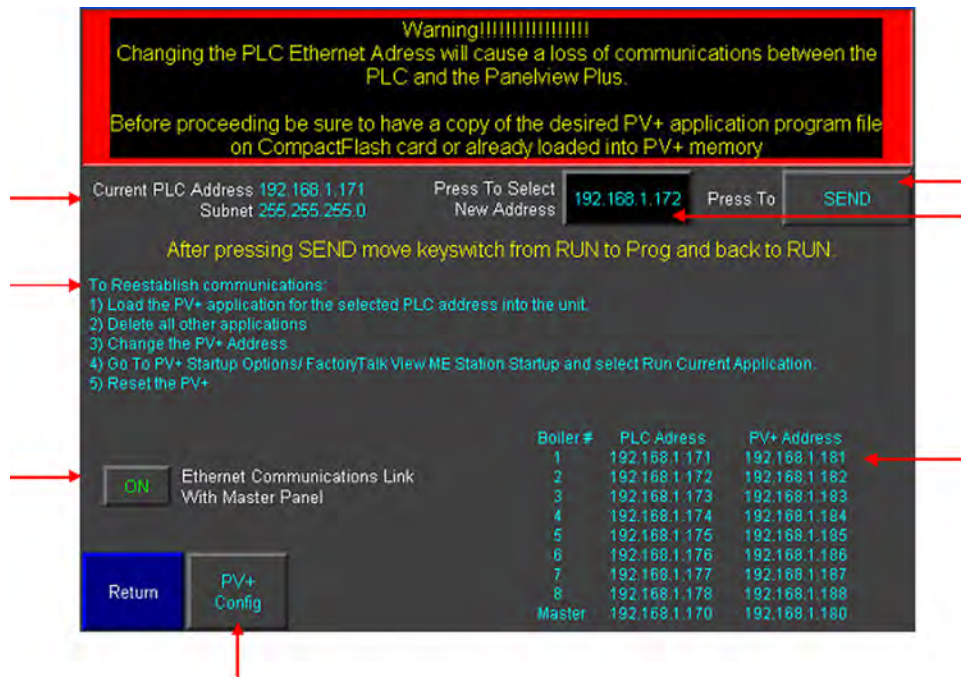 Warning!!!!!!!!!!!!!!!!!
Changing the PLC Ethernet Adress will cause a loss of communications between the
PLC and the Panelview Plus.
Before proceeding be sure to have a copy of the desired PV+ application program file
on CompactFlash card or already loaded into PV+ memory
Current PLC Address 192.168.1.171
Subnet 255.255.255.0
Press To Select
New Address
192.168.1.172
Press To
SEND
After pressing SEND move keyswitch from RUN to Prog and back to RUN.
To Reestablish communications:
1) Load the PV+ application for the selected PLC address into the unit.
2) Delete all other applications
3) Change the PV+ Address
4) Go To PV+ Startup Options/ FactoryTalk View ME Station Startup and select Run Current Application.
5) Reset the PV+
ON
Ethernet Communications Link
With Master Panel
Boiler # PLC Adress PV+ Address
1 192.168.1.171 192.168.1.181
2 192.168.1.172 192.168.1.182
3 192.168.1.173 192.168.1.183
4 192.168.1.174 192.168.1.184
5 192.168.1.175 192.168.1.185
6 192.168.1.176 192.168.1.186
7 192.168.1.177 192.168.1.187
8 192.168.1.178 192.168.1.188
Master 192.168.1.170 192.168.1.180
Return
PV+
Config